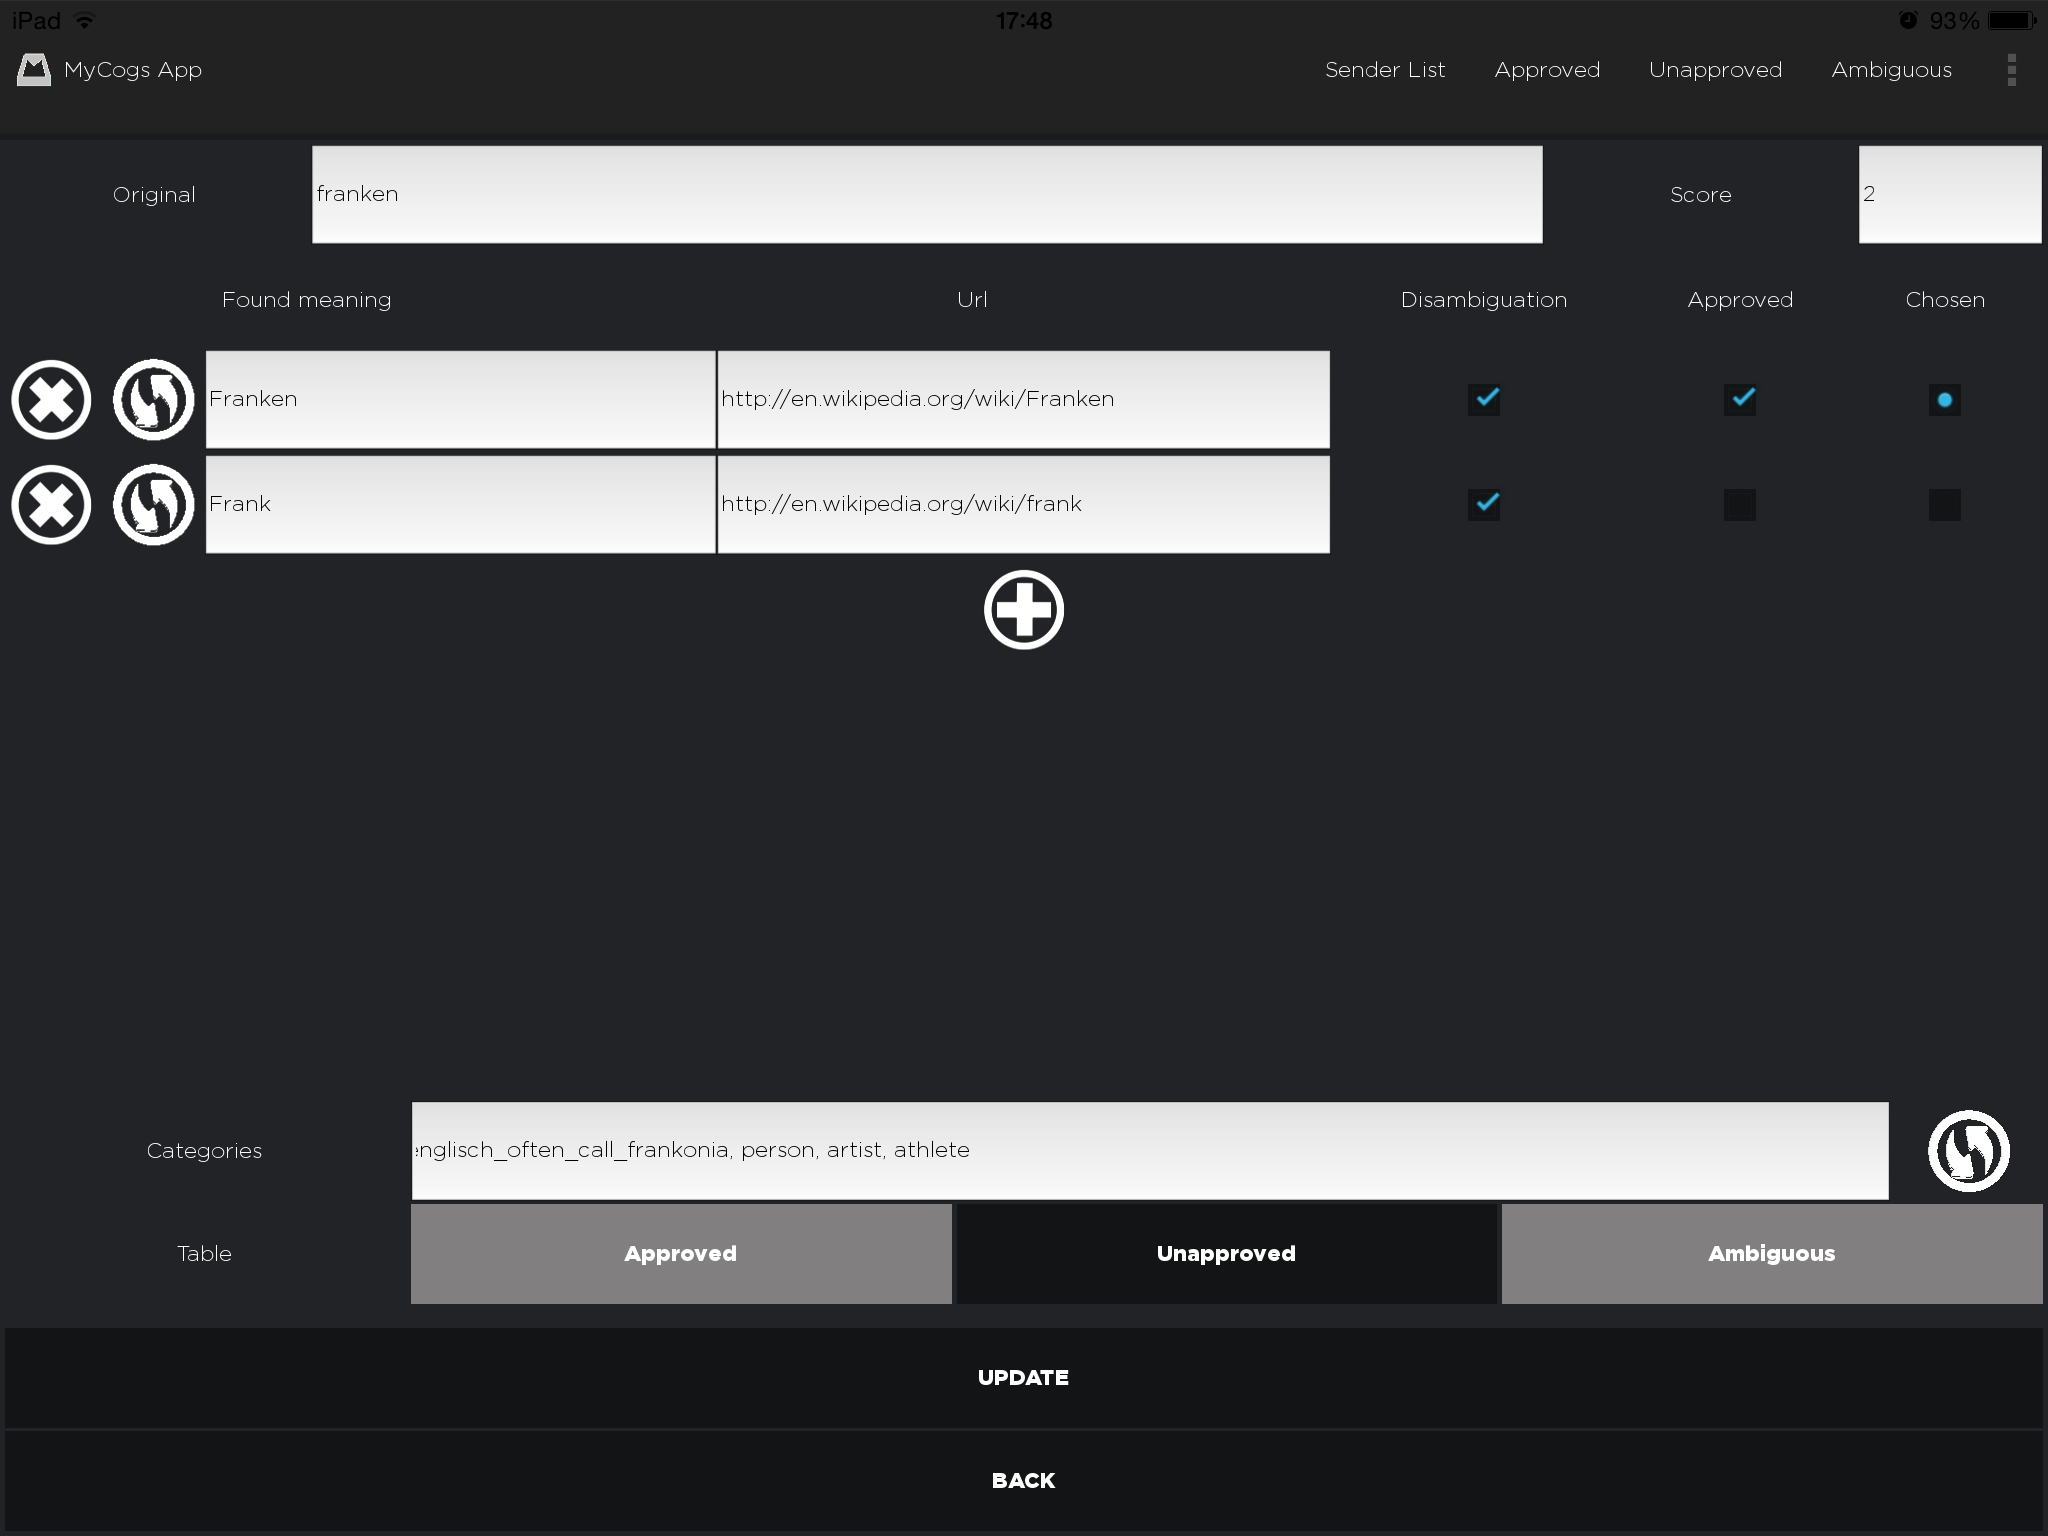 iPad 17:48 93%
MyCogs App Sender List Approved Unapproved Ambiguous
Original franken Score 2
Found meaning Url Disambiguation Approved Chosen
Franken http://en.wikipedia.org/wiki/Franken
Frank http://en.wikipedia.org/wiki/frank
Categories englisch_often_call_frankonia, person, artist, athlete
Table Approved Unapproved Ambiguous
UPDATE
BACK